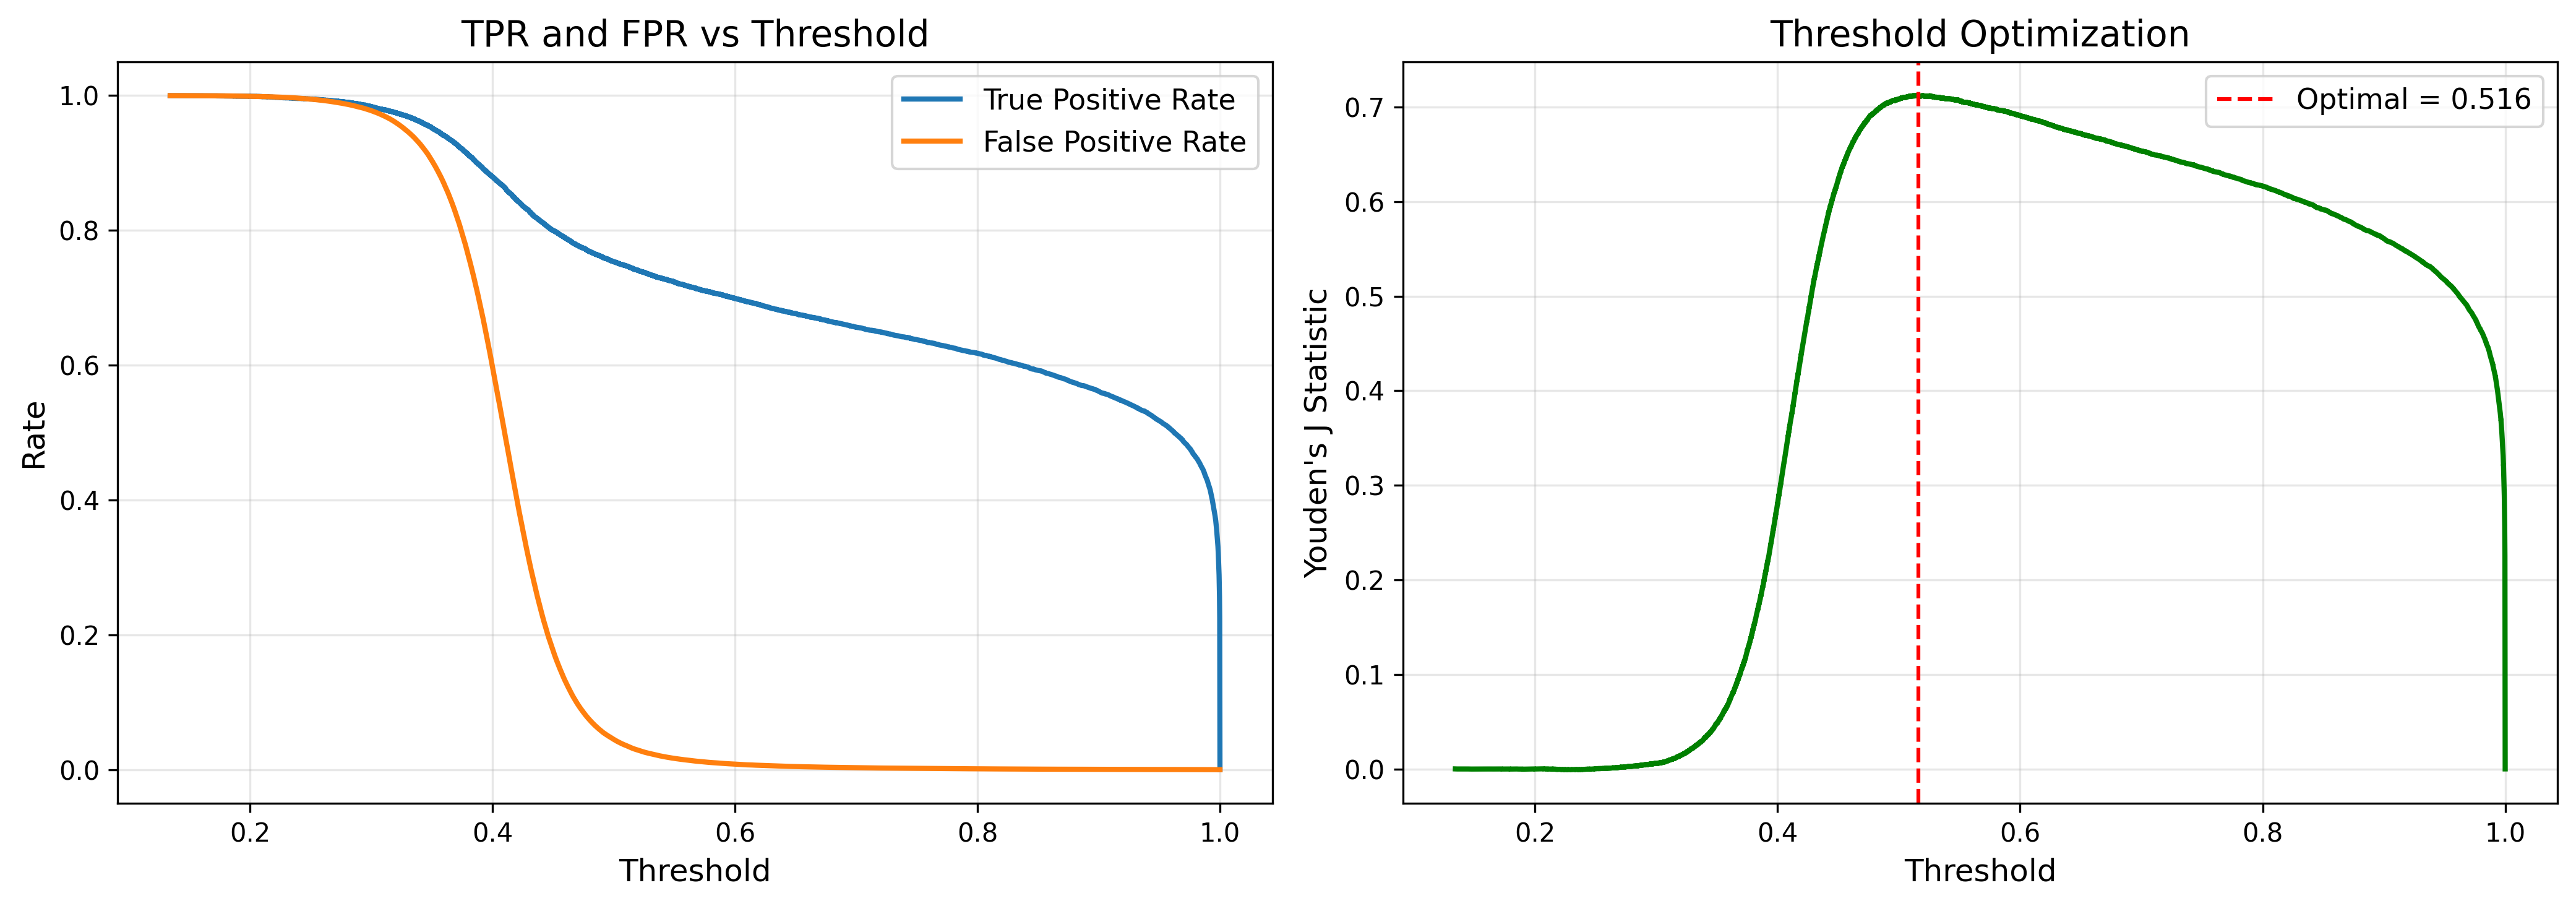 TPR and FPR vs Threshold
True Positive Rate
False Positive Rate
Rate
1.0
0.8
0.6
0.4
0.2
0.0
0.2 0.4 0.6 0.8 1.0
Threshold
Threshold Optimization
Optimal = 0.516
Youden's J Statistic
0.7
0.6
0.5
0.4
0.3
0.2
0.1
0.0
0.2 0.4 0.6 0.8 1.0
Threshold